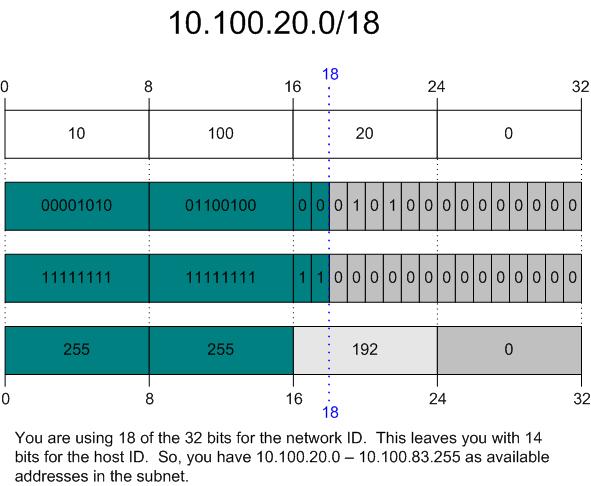 10.100.20.0/18
18
0 8 16 24 32
10 100 20 0
00001010 01100100 0 0 0 1 0 1 0 0 0 0 0 0 0 0 0 0
11111111 11111111 1 1 0 0 0 0 0 0 0 0 0 0 0 0 0 0
255 255 192 0
0 8 16 24 32
18
You are using 18 of the 32 bits for the network ID. This leaves you with 14
bits for the host ID. So, you have 10.100.20.0 – 10.100.83.255 as available
addresses in the subnet.